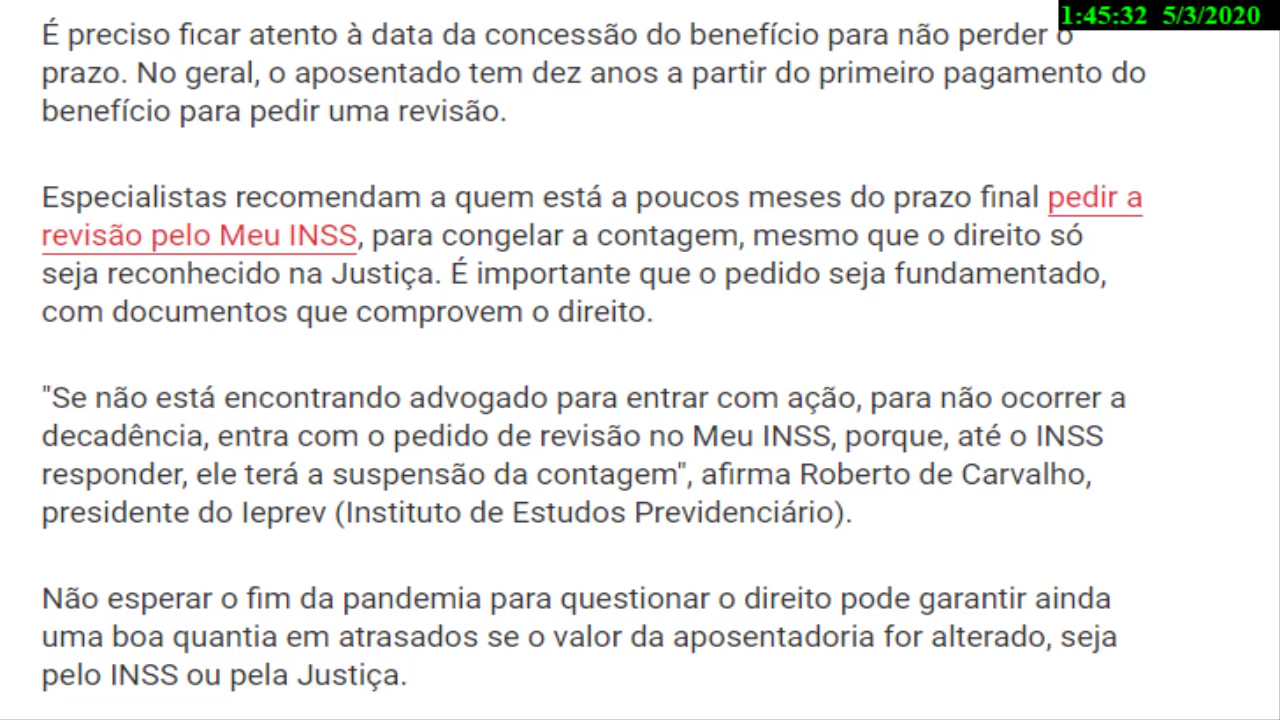 1:45:32 5/3/2020
É preciso ficar atento à data da concessão do benefício para não perder o
prazo. No geral, o aposentado tem dez anos a partir do primeiro pagamento do
benefício para pedir uma revisão.
Especialistas recomendam a quem está a poucos meses do prazo final pedir a
revisão pelo Meu INSS, para congelar a contagem, mesmo que o direito só
seja reconhecido na Justiça. É importante que o pedido seja fundamentado,
com documentos que comprovem o direito.
"Se não está encontrando advogado para entrar com ação, para não ocorrer a
decadência, entra com o pedido de revisão no Meu INSS, porque, até o INSS
responder, ele terá a suspensão da contagem", afirma Roberto de Carvalho,
presidente do Ieprev (Instituto de Estudos Previdenciário).
Não esperar o fim da pandemia para questionar o direito pode garantir ainda
uma boa quantia em atrasados se o valor da aposentadoria for alterado, seja
pelo INSS ou pela Justiça.